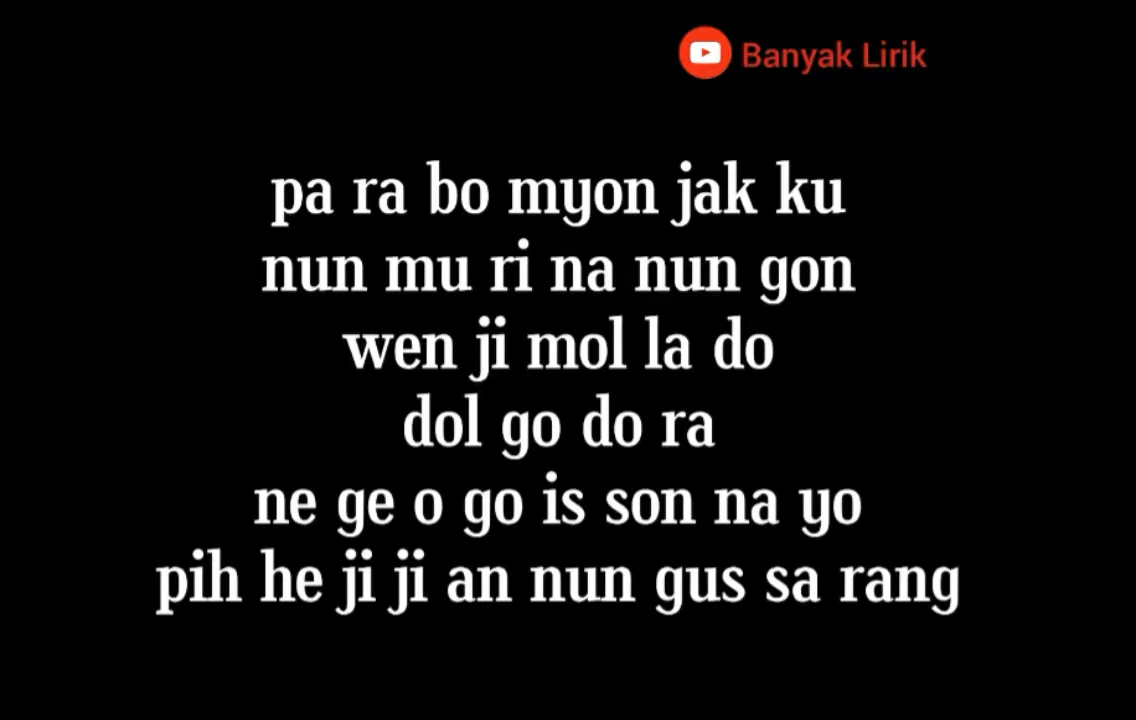 Banyak Lirik
pa ra bo myon jak ku
nun mu ri na nun gon
wen ji mol la do
dol go do ra
ne ge o go is son na yo
pih he ji ji an nun gus sa rang